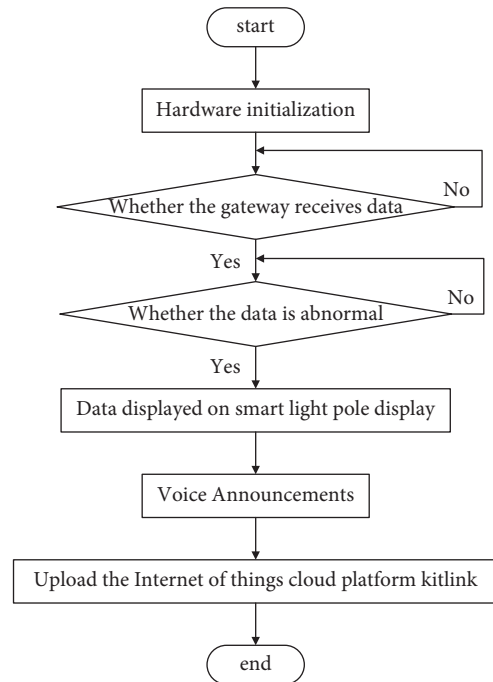 start
Hardware initialization
No
Whether the gateway receives data
Yes
No
Whether the data is abnormal
Yes
Data displayed on smart light pole display
Voice Announcements
Upload the Internet of things cloud platform kitlink
end